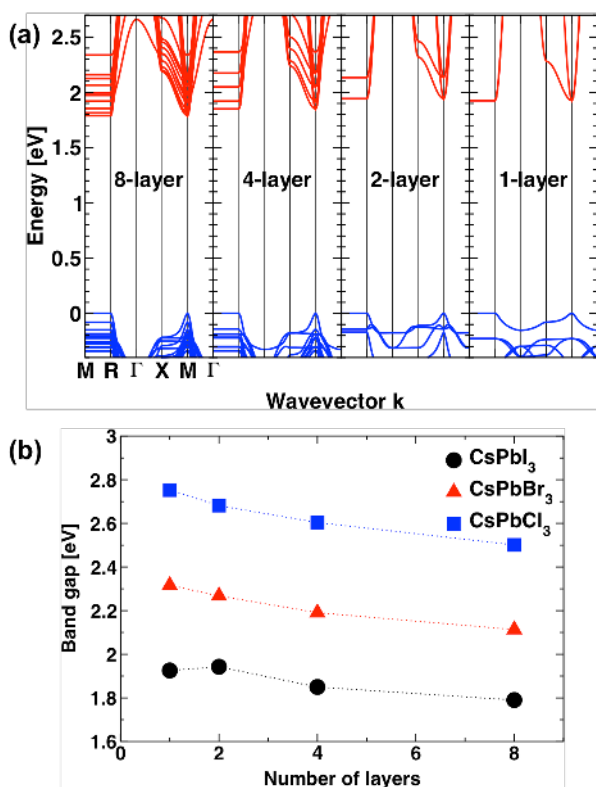 (a)
2.5
2
1.5
1
0.5
0
Energy [eV]
8-layer 4-layer 2-layer 1-layer
M R Γ X M Γ
Wavevector k
(b)
3
2.8
2.6
2.4
2.2
2
1.8
1.6
Band gap [eV]
CsPbI3
CsPbBr3
CsPbCl3
0 2 4 6 8
Number of layers